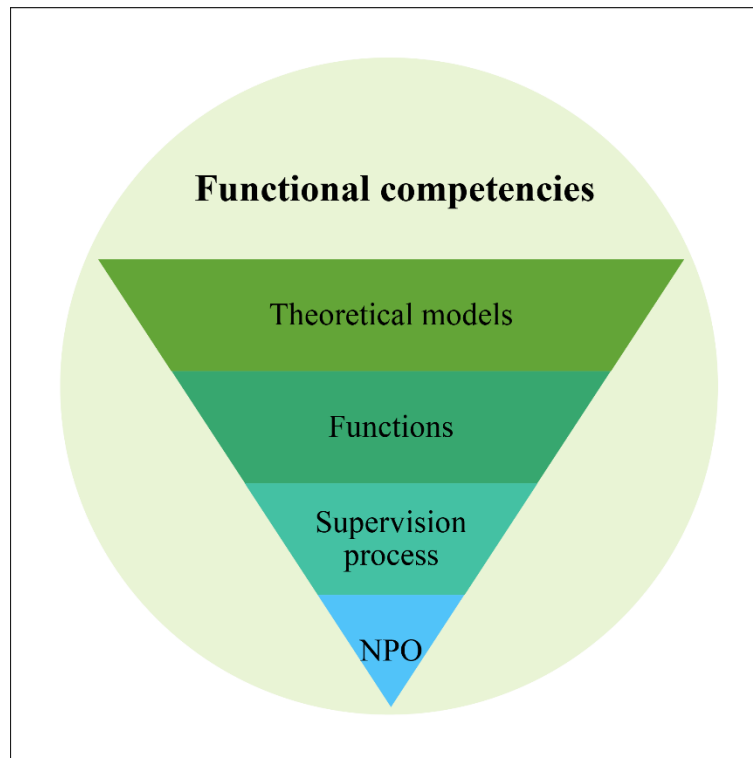 Functional competencies
Theoretical models
Functions
Supervision
process
NPO